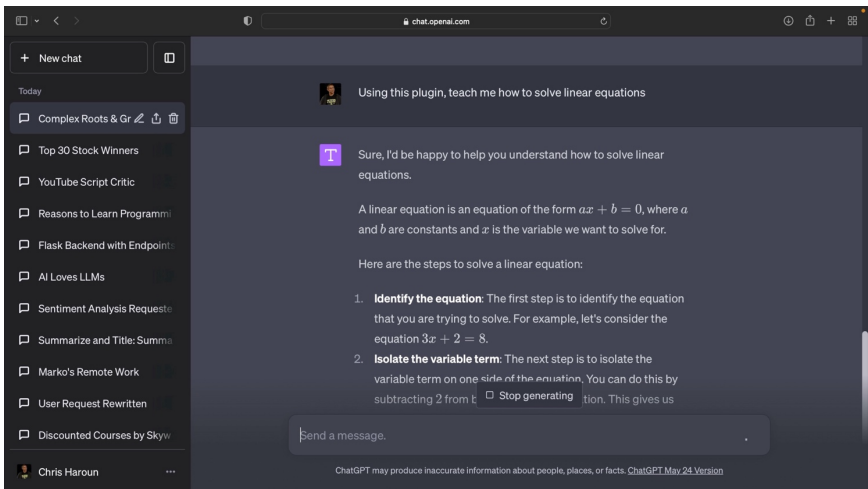 chat.openai.com
+ New chat
Today
Complex Roots & Gr
Top 30 Stock Winners
YouTube Script Critic
Reasons to Learn Programmi
Flask Backend with Endpoints
AI Loves LLMs
Sentiment Analysis Requeste
Summarize and Title: Summa
Marko's Remote Work
User Request Rewritten
Discounted Courses by Skyw
Chris Haroun
Using this plugin, teach me how to solve linear equations
T
Sure, I'd be happy to help you understand how to solve linear
equations.
A linear equation is an equation of the form ax + b = 0, where a
and b are constants and x is the variable we want to solve for.
Here are the steps to solve a linear equation:
1. Identify the equation: The first step is to identify the equation
that you are trying to solve. For example, let's consider the
equation 3x + 2 = 8.
2. Isolate the variable term: The next step is to isolate the
variable term on one side of the equation. You can do this by
subtracting 2 from b tion. This gives us
Stop generating
Send a message.
ChatGPT may produce inaccurate information about people, places, or facts. ChatGPT May 24 Version